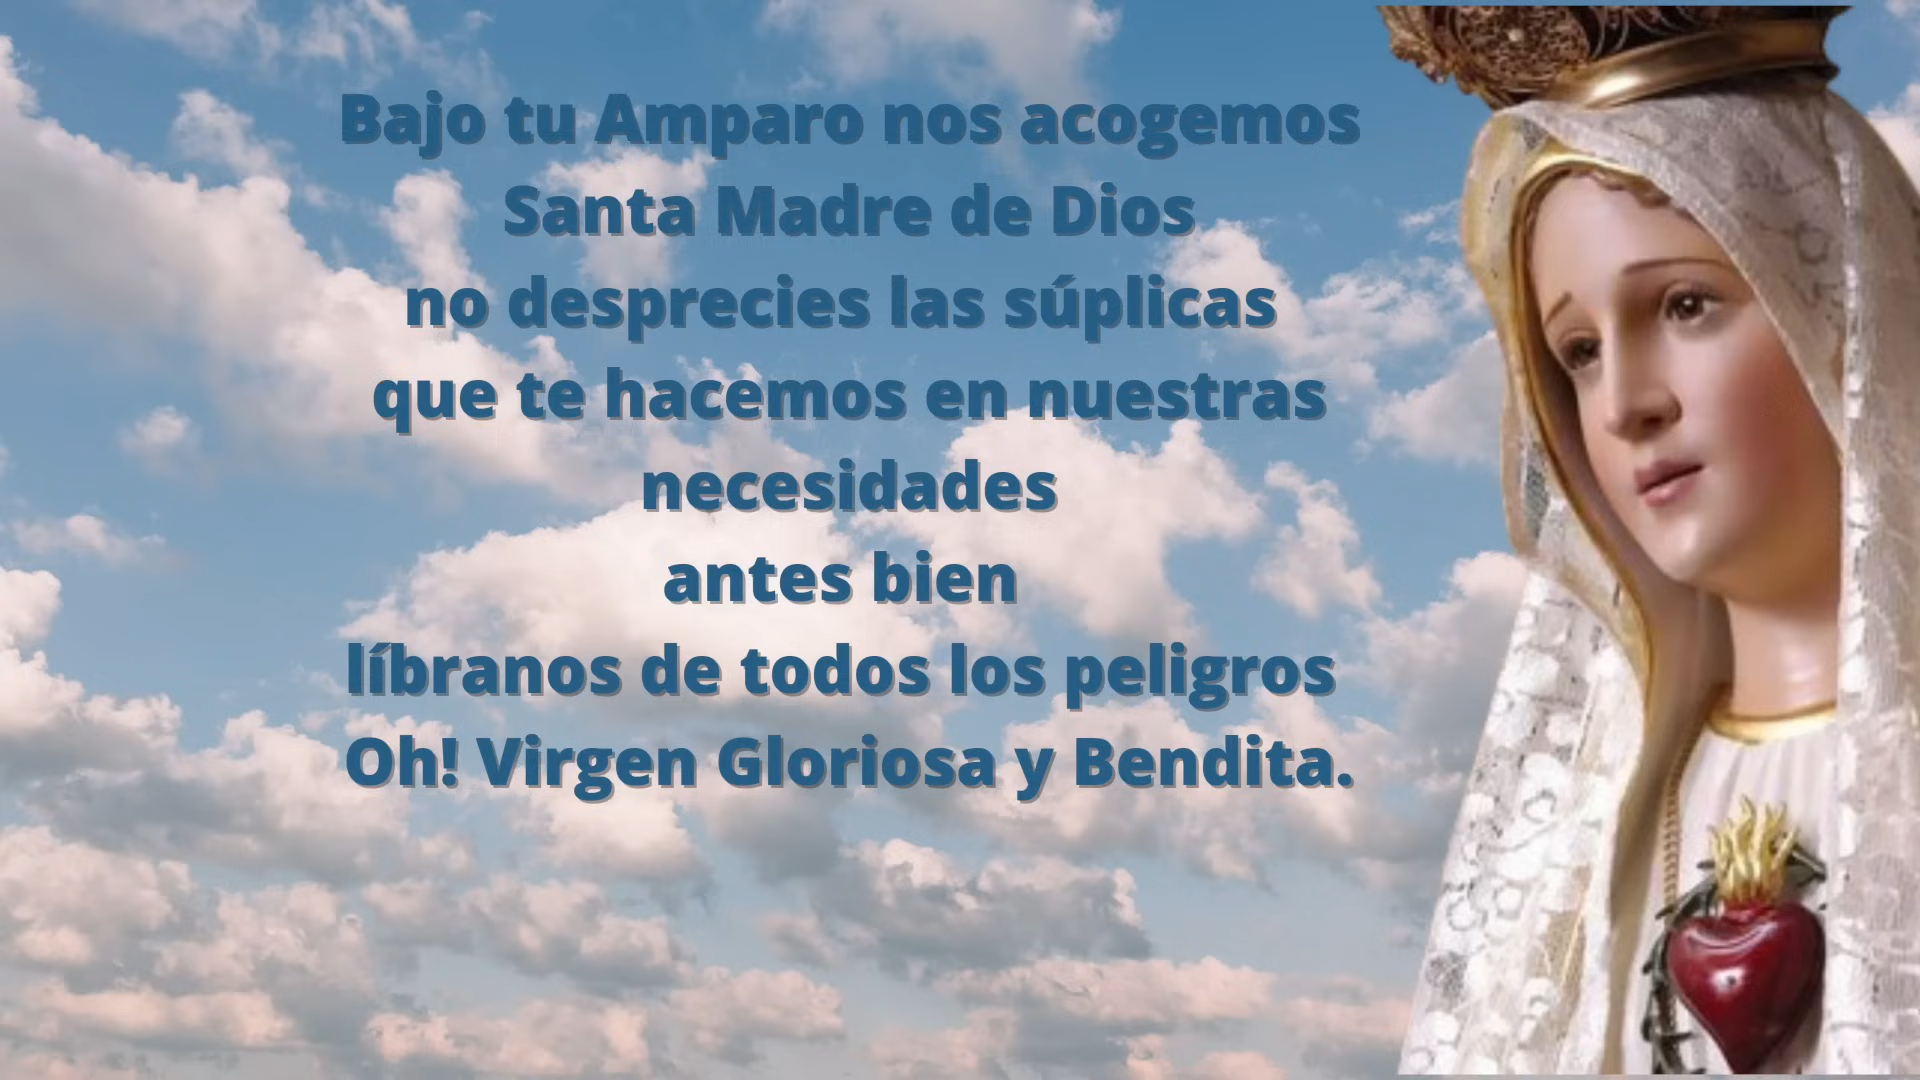 Bajo tu Amparo nos acogemos
Santa Madre de Dios
no desprecies las súplicas
que te hacemos en nuestras
necesidades
antes bien
líbranos de todos los peligros
Oh! Virgen Gloriosa y Bendita.